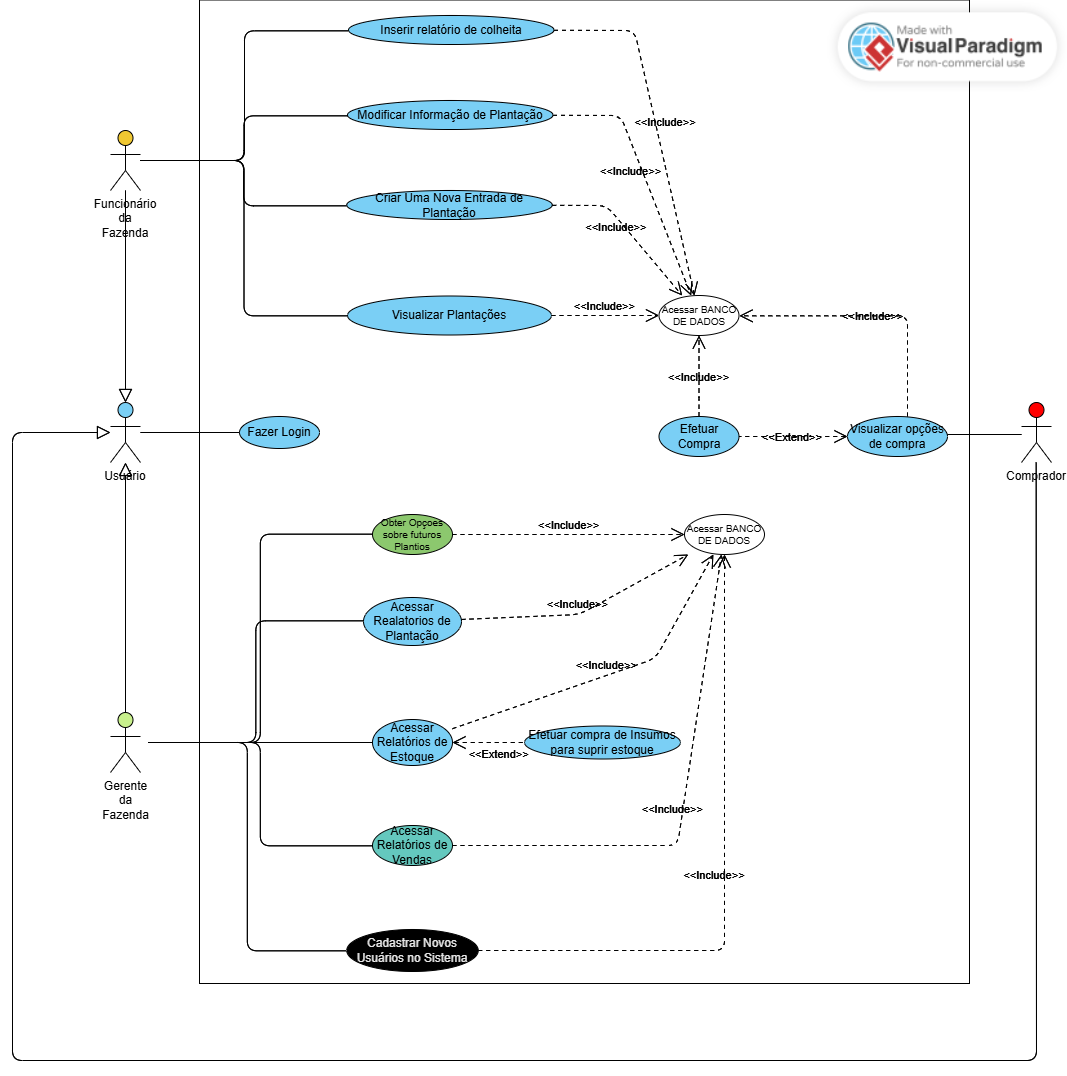 Inserir relatório de colheita
Made with
VisualParadigm
For non-commercial use
Modificar Informação de Plantação
<<Include>>
<<Include>>
Funcionário
da
Fazenda
Criar Uma Nova Entrada de
Plantação
<<Include>>
Visualizar Plantações
<<Include>>
Acessar BANCO
DE DADOS
<<Include>>
<<Include>>
Fazer Login
Efetuar
Compra
<<Extend>>
Visualizar opções
de compra
Usuário
Comprador
Obter Opçoes
sobre futuros
Plantios
<<Include>>
Acessar BANCO
DE DADOS
Acessar
Realatorios de
Plantação
<<Include>>
<<Include>>
Acessar
Relatórios de
Estoque
Efetuar compra de Insumos
para suprir estoque
<<Extend>>
Gerente
da
Fazenda
<<Include>>
Acessar
Relatórios de
Vendas
<<Include>>
Cadastrar Novos
Usuários no Sistema